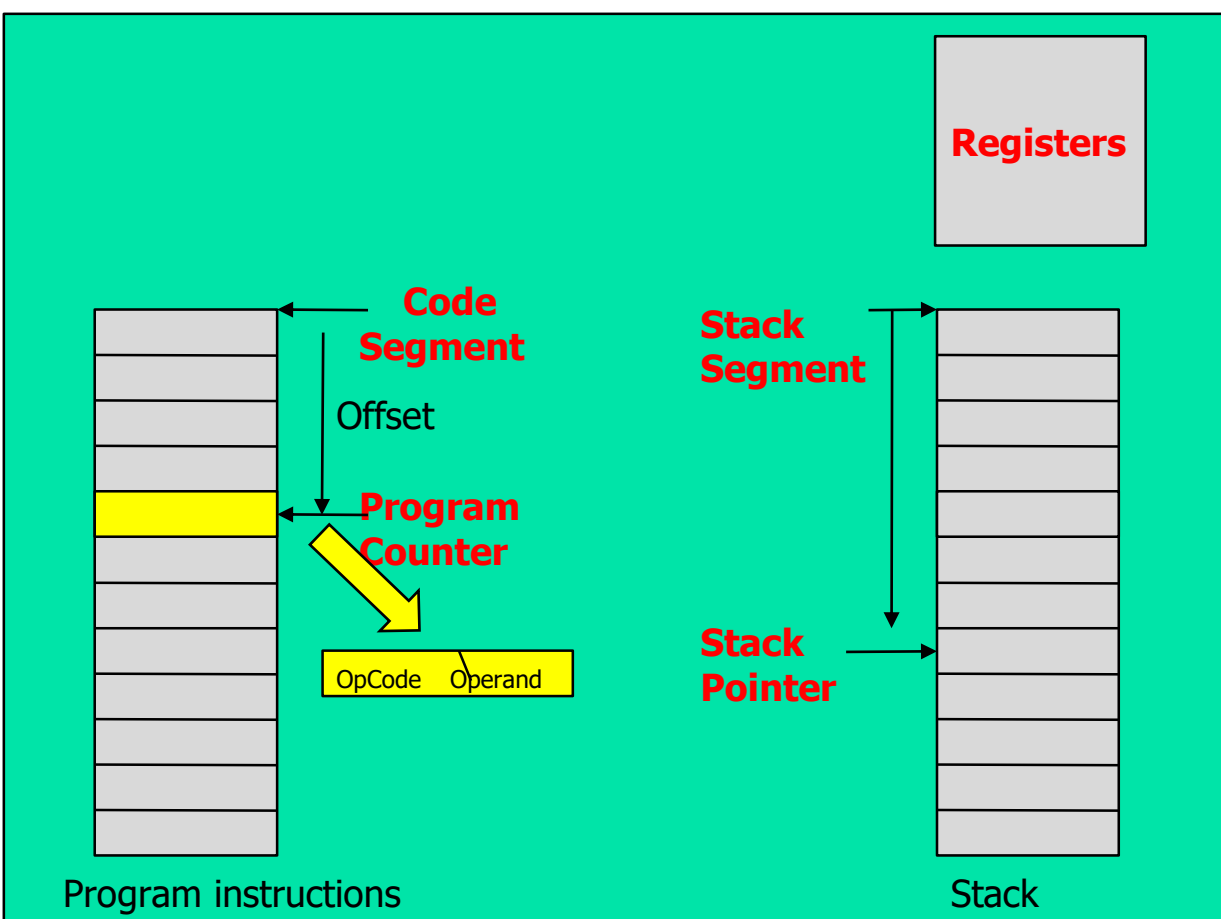 Registers
Code
Segment
Stack
Segment
Offset
Program
Counter
Stack
Pointer
OpCode Operand
Program instructions
Stack